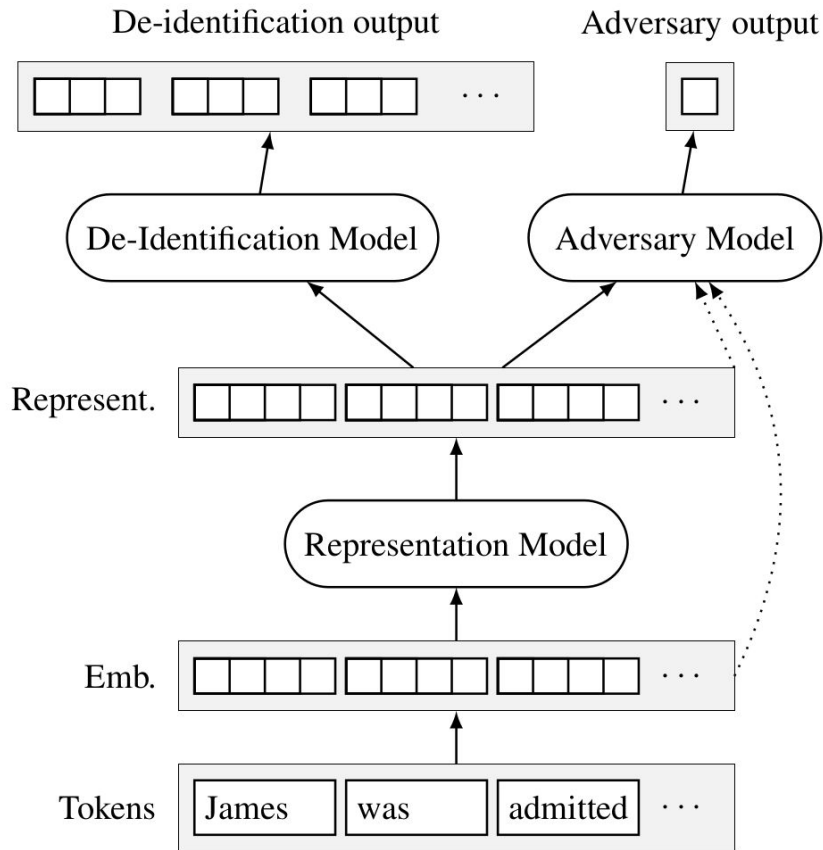 De-identification output
Adversary output
...
De-Identification Model
Adversary Model
Represent.
...
Representation Model
Emb.
...
Tokens
James
was
admitted
...